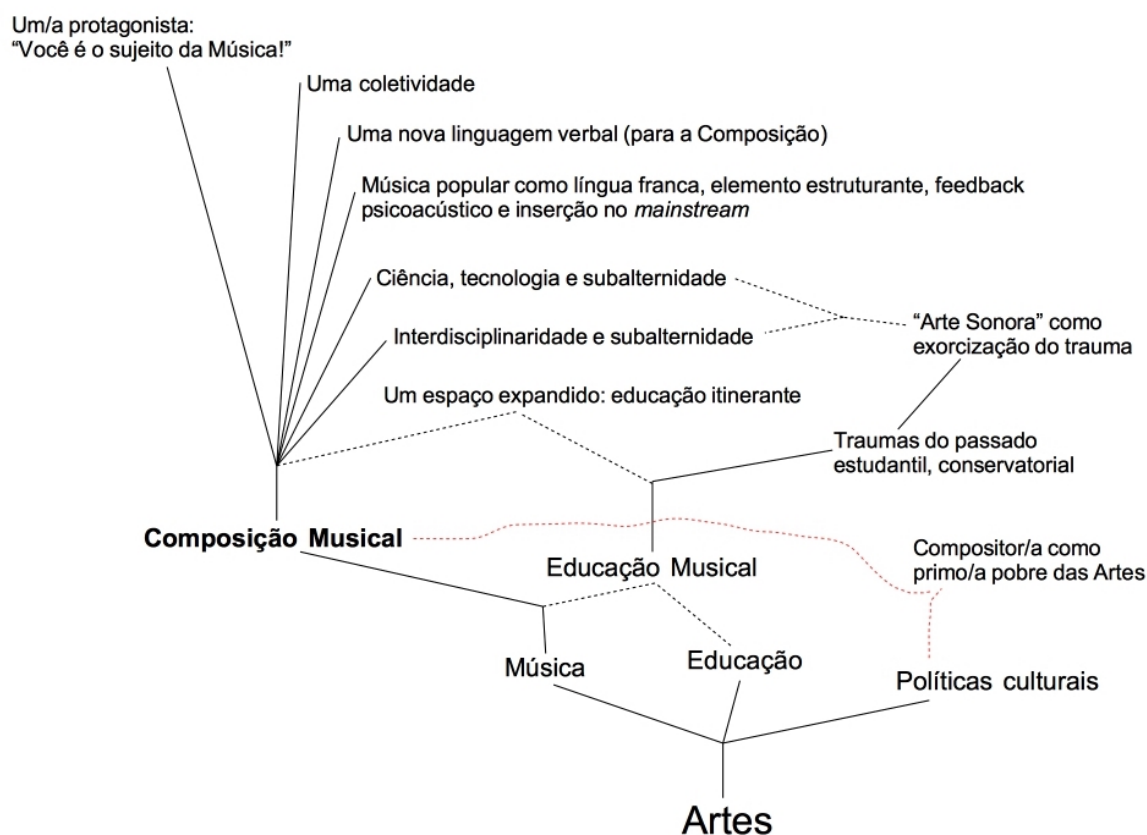 Um/a protagonista:
“Você é o sujeito da Música!”
Uma coletividade
Uma nova linguagem verbal (para a Composição)
Música popular como língua franca, elemento estruturante, feedback
psicoacústico e inserção no mainstream
Ciência, tecnologia e subalternidade
Interdisciplinaridade e subalternidade
“Arte Sonora” como
exorcização do trauma
Um espaço expandido: educação itinerante
Traumas do passado
estudantil, conservatorial
Composição Musical
Educação Musical
Compositor/a como
primo/a pobre das Artes
Música
Educação
Políticas culturais
Artes